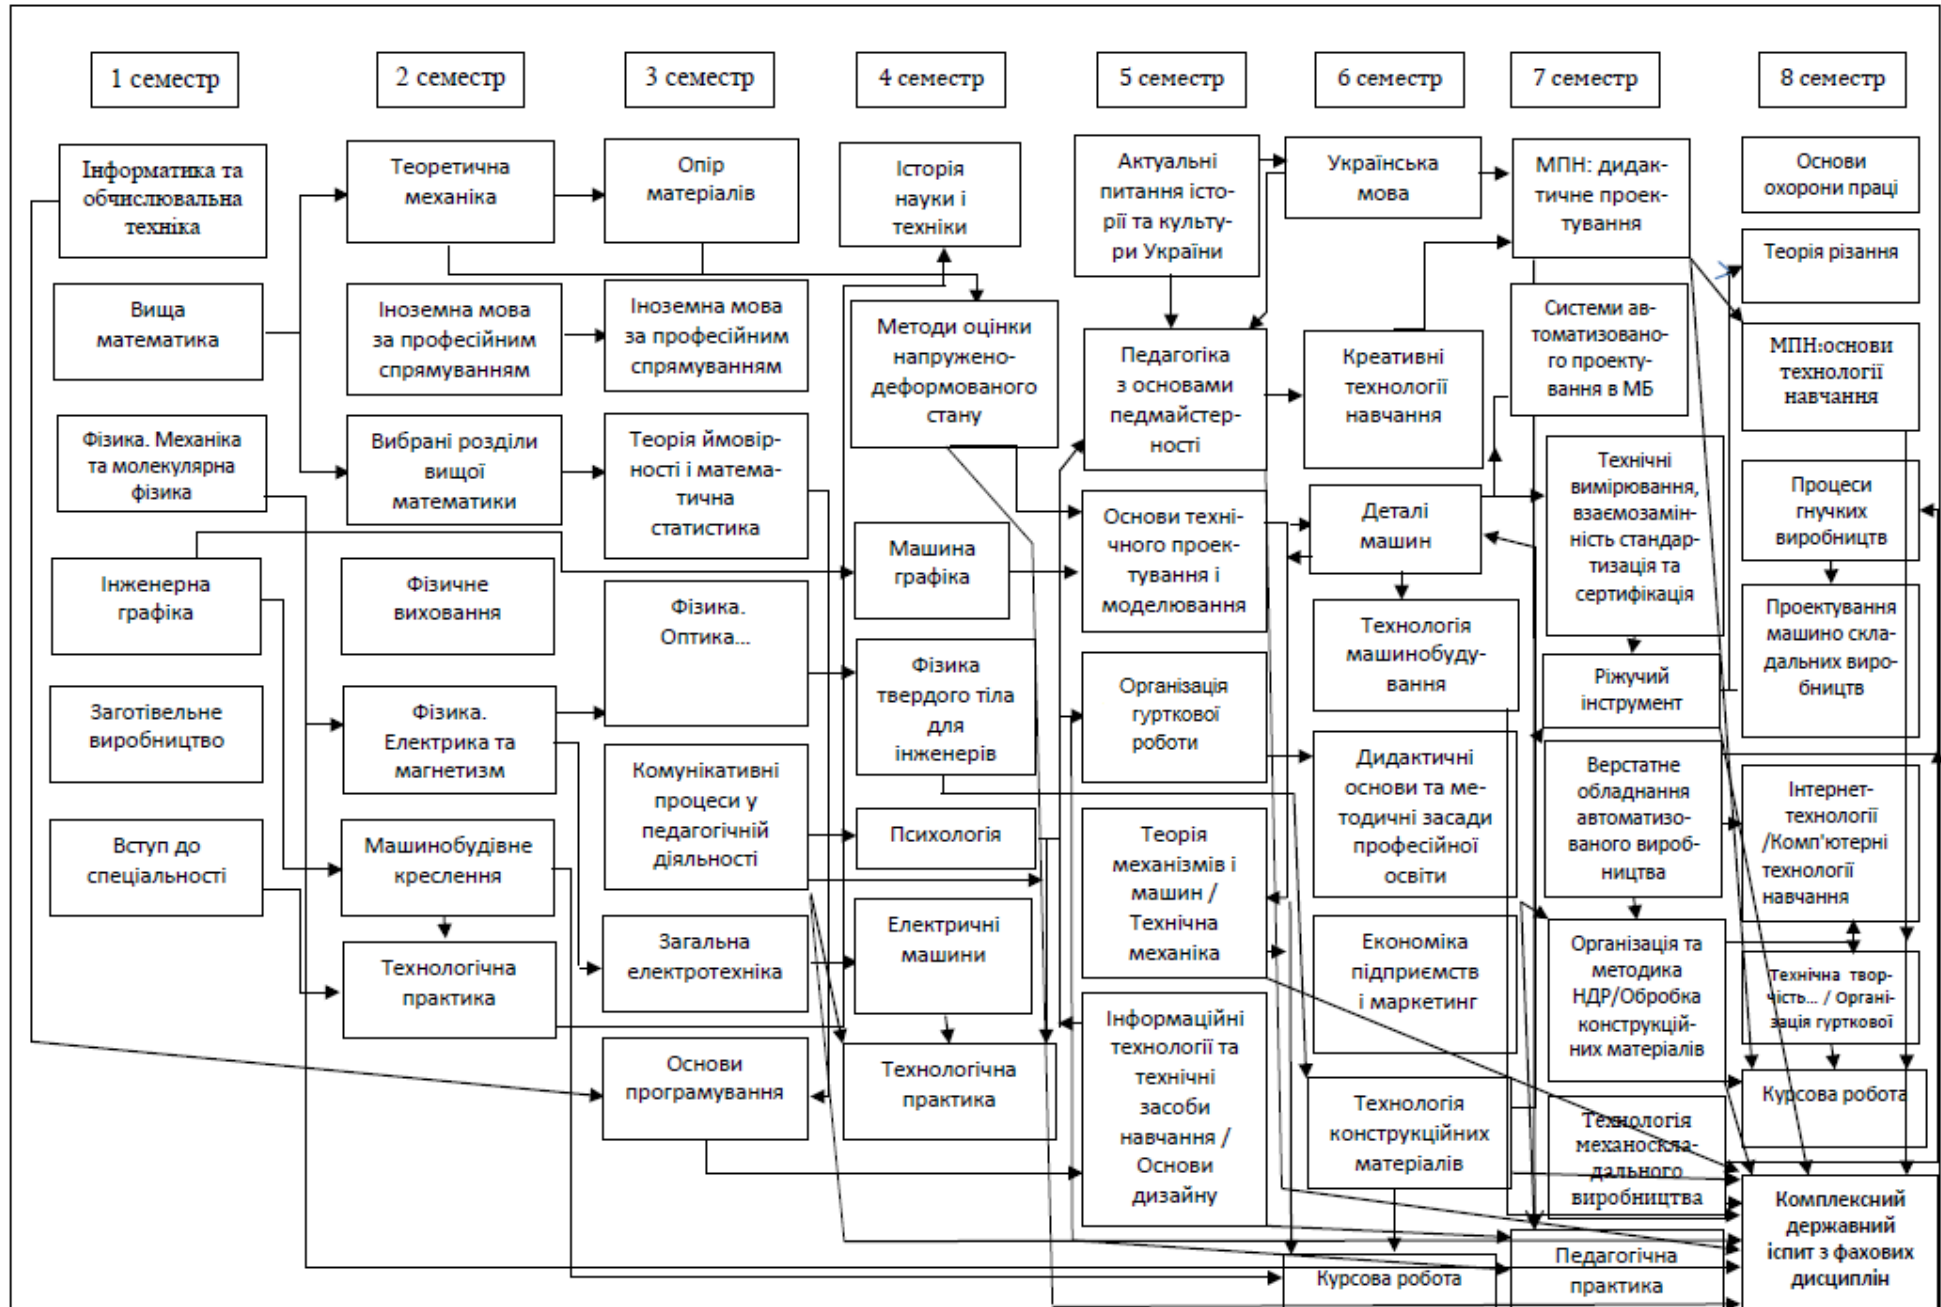 1 семестр
2 семестр
3 семестр
4 семестр
5 семестр
6 семестр
7 семестр
8 семестр
Інформатика та
обчислювальна
техніка
Вища
математика
Фізика. Механіка
та молекулярна
фізика
Інженерна
графіка
Заготівельне
виробництво
Вступ до
спеціальності
Теоретична
механіка
Іноземна мова
за професійним
спрямуванням
Вибрані розділи
вищої
математики
Фізичне
виховання
Фізика.
Електрика та
магнетизм
Машинобудівне
креслення
Технологічна
практика
Опір
матеріалів
Іноземна мова
за професійним
спрямуванням
Теорія ймовір-
ності і матема-
тична
статистика
Фізика.
Оптика...
Комунікативні
процеси у
педагогічній
діяльності
Загальна
електротехніка
Основи
програмування
Історія
науки і
техніки
Методи оцінки
напружено-
деформованого
стану
Машина
графіка
Фізика
твердого тіла
для
інженерів
Психологія
Електричні
машини
Технологічна
практика
Актуальні
питання істо-
рії та культу-
ри України
Педагогіка
з основами
педмайстер-
ності
Основи техні-
чного проек-
тування і
моделювання
Організація
гурткової
роботи
Теорія
механізмів і
машин /
Технічна
механіка
Інформаційні
технології та
технічні
засоби
навчання /
Основи
дизайну
Українська
мова
Креативні
технології
навчання
Деталі
машин
Технологія
машинобуду-
вання
Дидактичні
основи та ме-
тодичні засади
професійної
освіти
Економіка
підприємств
і маркетинг
Технологія
конструкційних
матеріалів
Курсова робота
МПН: дидак-
тичне проек-
тування
Системи ав-
томатизовано-
го проекту-
вання в МБ
Технічні
вимірювання,
взаємозамін-
ність стандар-
тизація та
сертифікація
Ріжучий
інструмент
Верстатне
обладнання
автоматизо-
ваного вироб-
ництва
Організація та
методика
НДР/Обробка
конструкцій-
них матеріалів
Технологія
механоскла-
дального
виробництва
Педагогічна
практика
Основи
охорони праці
Теорія різання
МПН:основи
технології
навчання
Процеси
гнучких
виробництв
Проектування
машино скла-
дальних виро-
бництв
Інтернет-
технології
/Комп'ютерні
технології
навчання
Технічна твор-
чість... / Органі-
зація гурткової
Курсова робота
Комплексний
державний
іспит з фахових
дисциплін